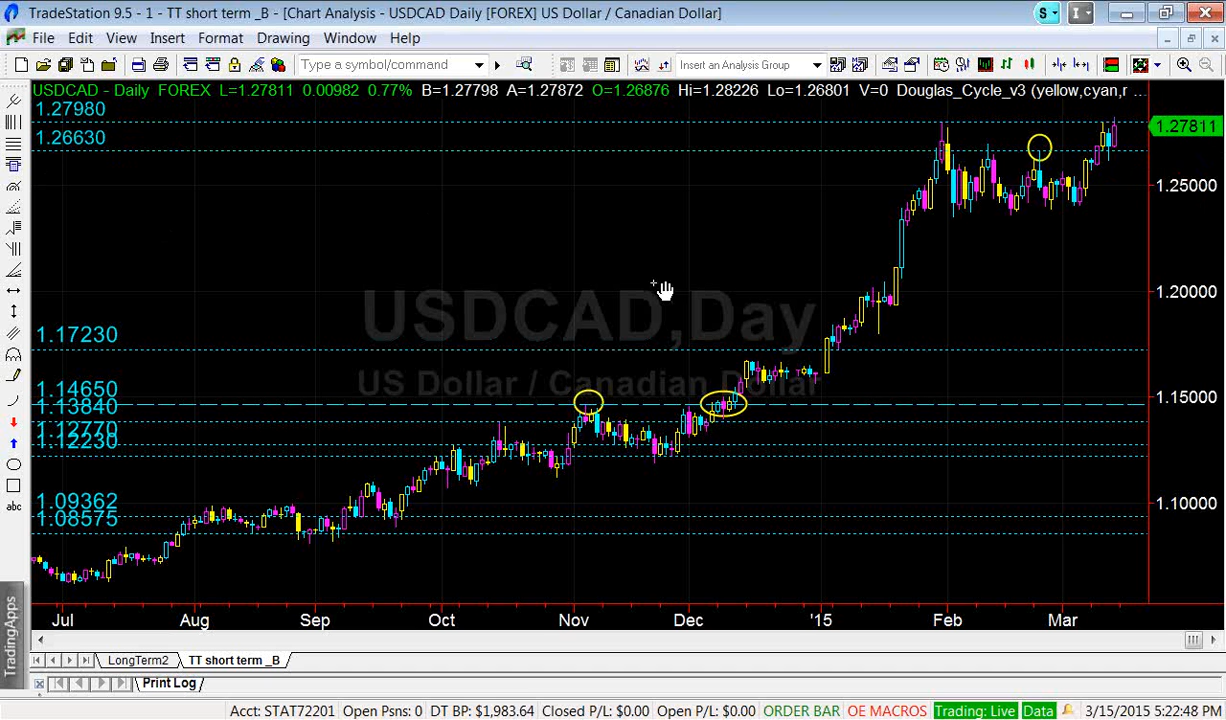 TradeStation 9.5 - 1 - TT short term _B - [Chart Analysis - USDCAD Daily [FOREX] US Dollar / Canadian Dollar]
S
I
File Edit View Insert Format Drawing Window Help
Type a symbol/command
Insert an Analysis Group
USDCAD - Daily FOREX L=1.27811 0.00982 0.77% B=1.27798 A=1.27872 O=1.26876 Hi=1.28226 Lo=1.26801 V=0 Douglas_Cycle_v3 (yellow,cyan,r ...
1.27980
1.27811
1.26630
1.25000
1.20000
USDCAD,Day
1.17230
US Dollar / Canadian Dollar
1.14650
1.15000
1.13840
1.12770
1.12230
1.09362
1.10000
1.08575
abc
Jul Aug Sep Oct Nov Dec '15 Feb Mar
TradingApps
LongTerm2 TT short term _B
Print Log
Acct: STAT72201 Open Psns: 0 DT BP: $1,983.64 Closed P/L: $0.00 Open P/L: $0.00 ORDER BAR OE MACROS Trading: Live Data 3/15/2015 5:22:48 PM